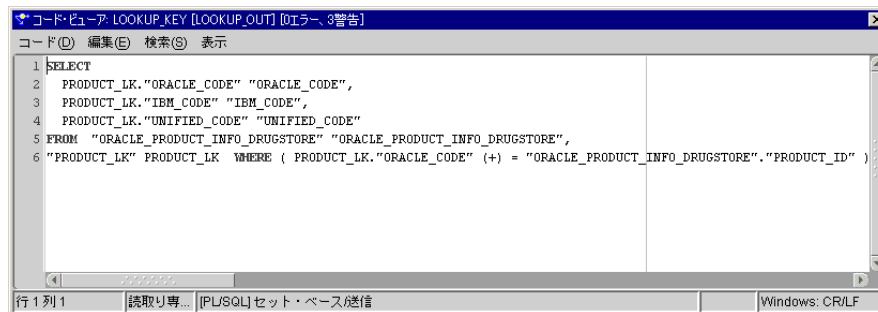 コード・ビューア: LOOKUP_KEY [LOOKUP_OUT] [0エラー、3警告]
コード(D) 編集(E) 検索(S) 表示
1 SELECT
2 PRODUCT_LK."ORACLE_CODE" "ORACLE_CODE",
3 PRODUCT_LK."IBM_CODE" "IBM_CODE",
4 PRODUCT_LK."UNIFIED_CODE" "UNIFIED_CODE"
5 FROM "ORACLE_PRODUCT_INFO_DRUGSTORE" "ORACLE_PRODUCT_INFO_DRUGSTORE",
6 "PRODUCT_LK" PRODUCT_LK WHERE ( PRODUCT_LK."ORACLE_CODE" (+) = "ORACLE_PRODUCT_INFO_DRUGSTORE"."PRODUCT_ID" )
行 1 列 1 読取り専... [PL/SQL] セット・ベース/送信 Windows: CR/LF